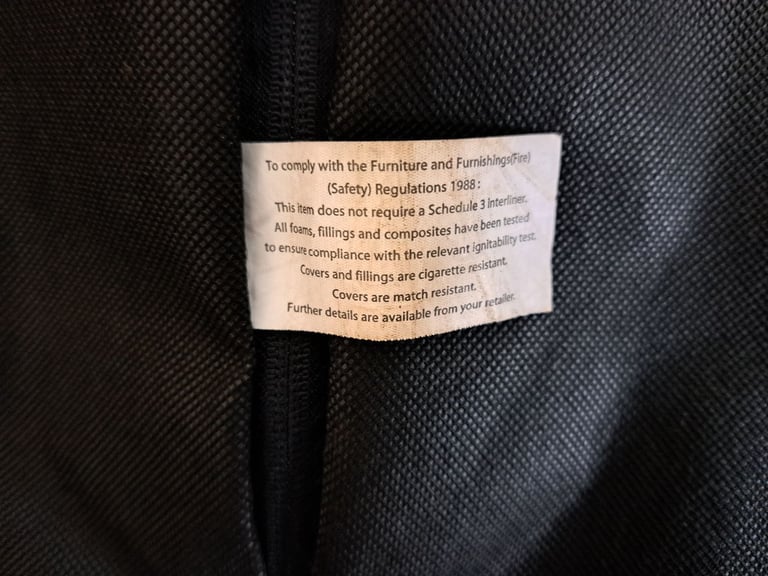 To comply with the Furniture and Furnishings(Fire)
(Safety) Regulations 1988:
This item does not require a Schedule 3 Interliner.
All foams, fillings and composites have been tested
to ensure compliance with the relevant ignitability test.
Covers and fillings are cigarette resistant.
Covers are match resistant.
Further details are available from your retailer.